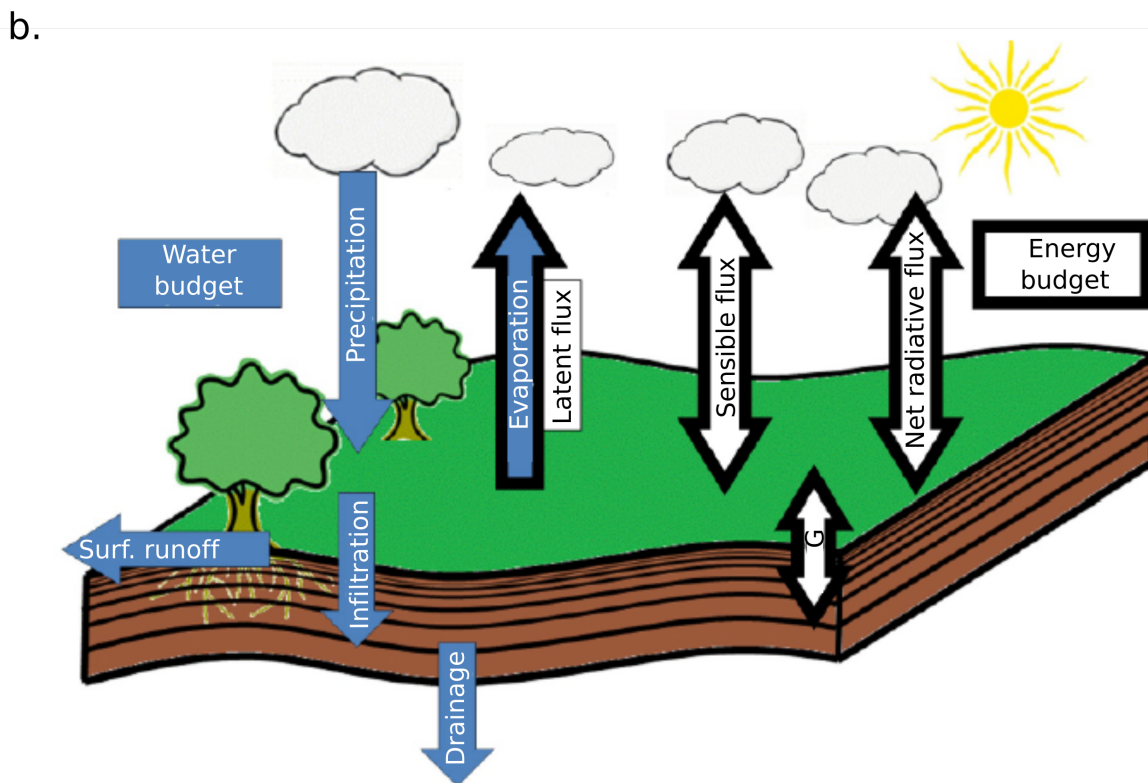 b.
Water
budget
Precipitation
Evaporation
Latent flux
Sensible flux
Net radiative flux
Energy
budget
Surf. runoff
Infiltration
G
Drainage